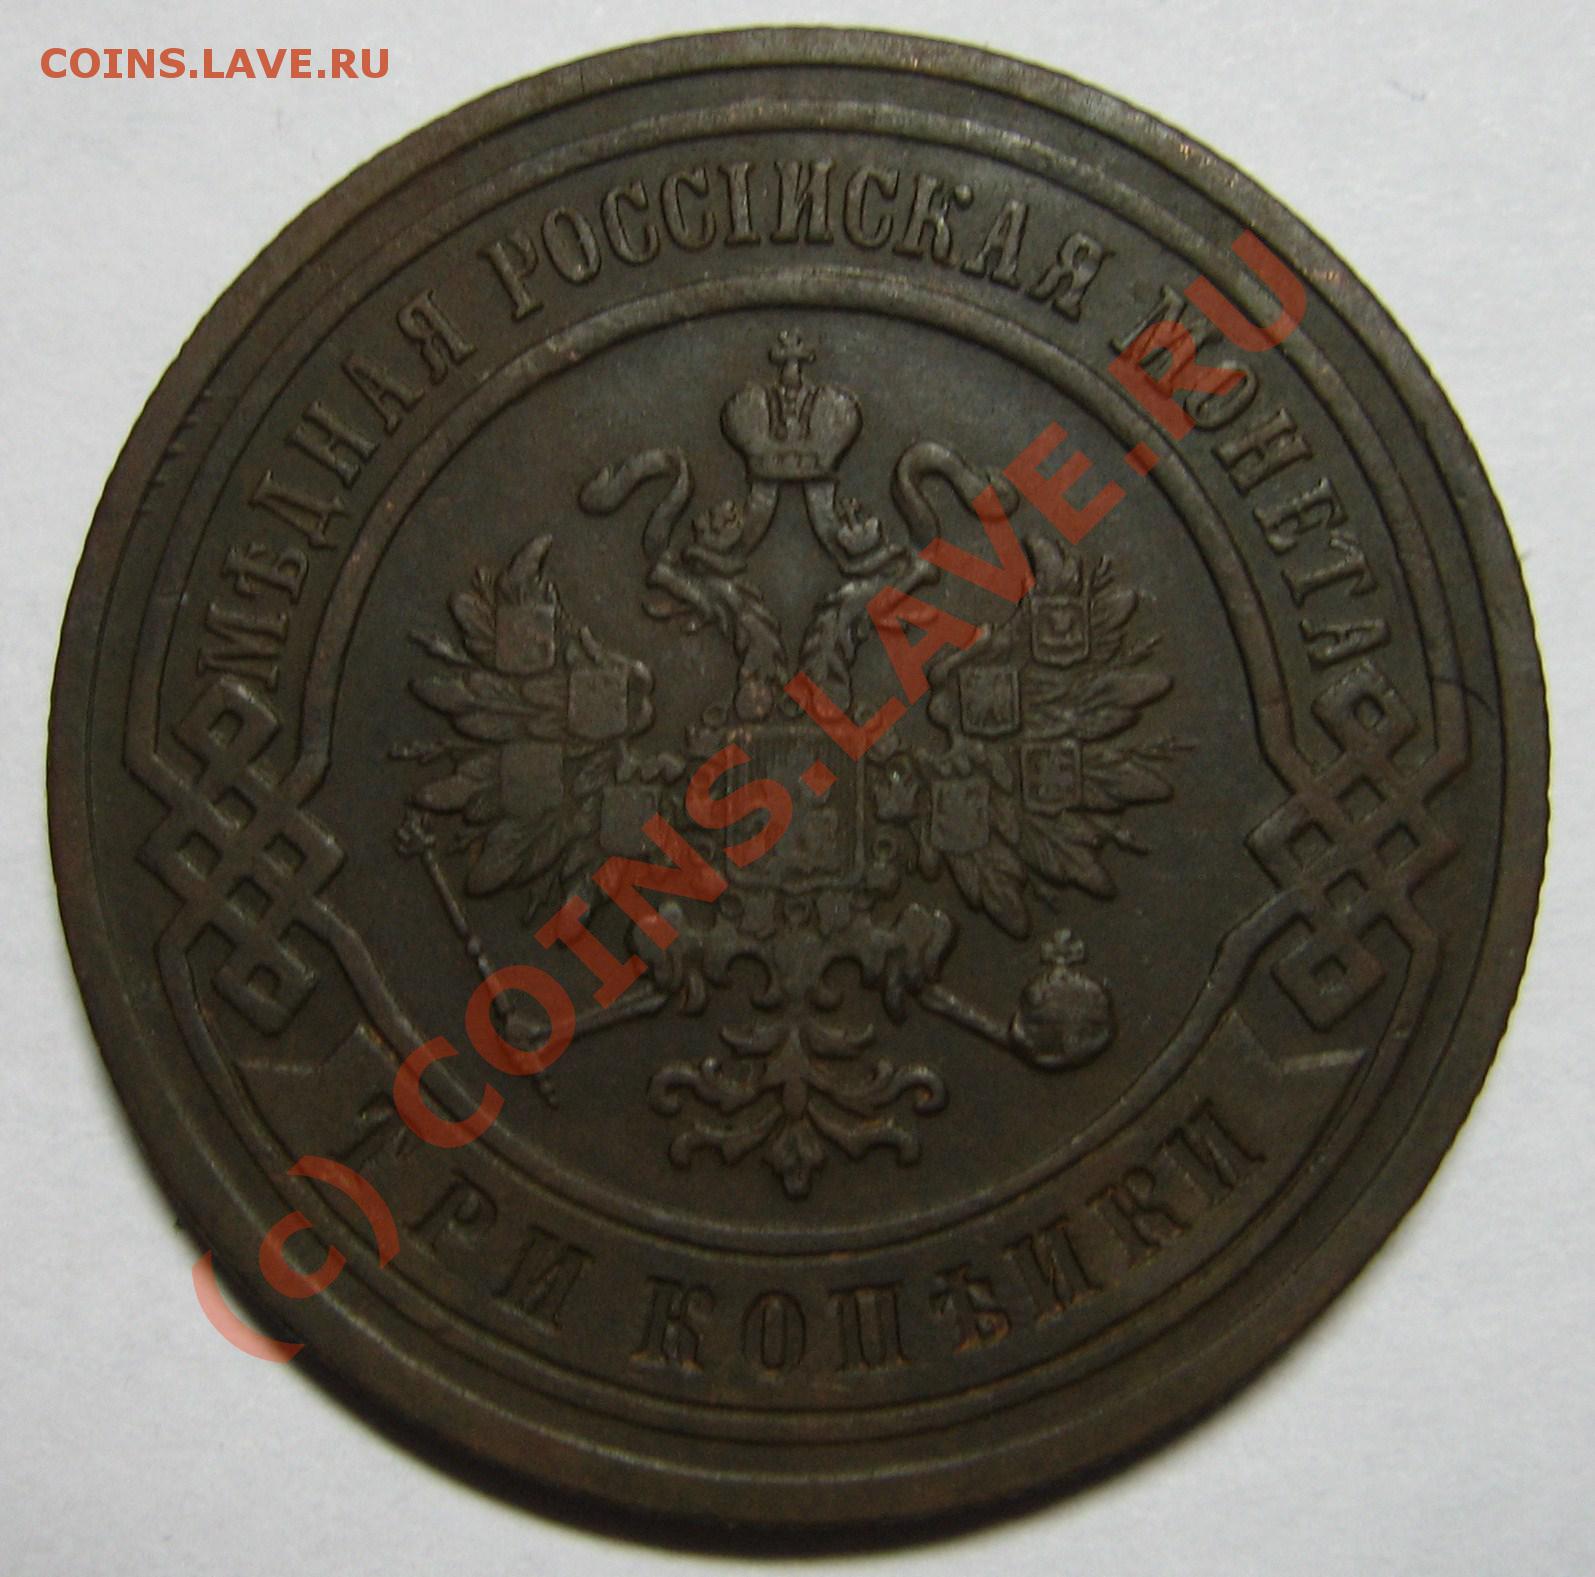 COINS.LAVE.RU
МѢДНАЯ РОССІЙСКАЯ МОНЕТА
ТРИ КОПѢЙКИ
(c) COINS.LAVE.RU